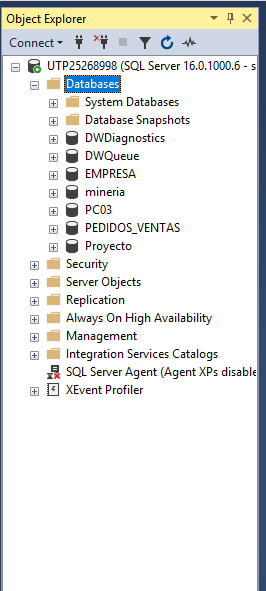 Object Explorer
Connect
UTP25268998 (SQL Server 16.0.1000.6 - s
Databases
System Databases
Database Snapshots
DWDiagnostics
DWQueue
EMPRESA
mineria
PC03
PEDIDOS_VENTAS
Proyecto
Security
Server Objects
Replication
Always On High Availability
Management
Integration Services Catalogs
SQL Server Agent (Agent XPs disable
XEvent Profiler